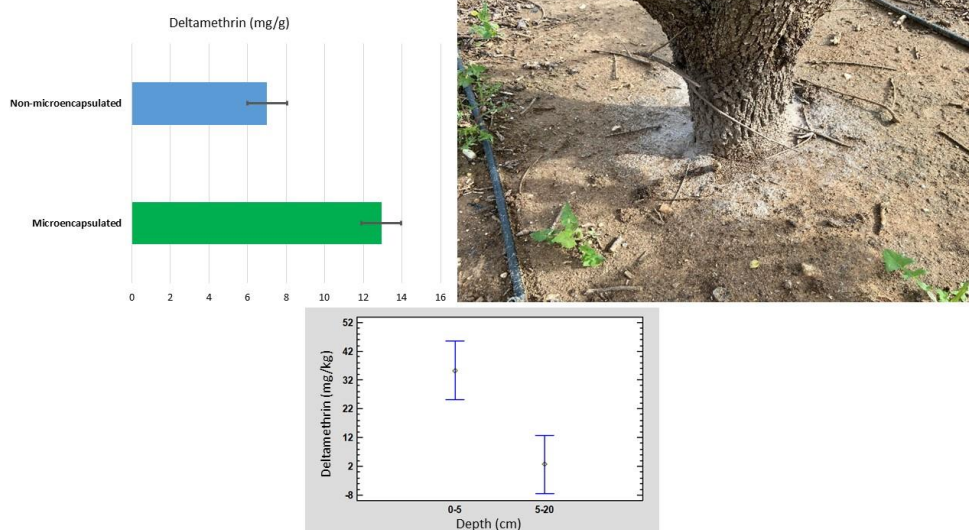 Deltamethrin (mg/g)
Non-microencapsulated
Microencapsulated
0 2 4 6 8 10 12 14 16
Deltamethrin (mg/kg)
52
42
32
22
12
2
-8
0-5 5-20
Depth (cm)